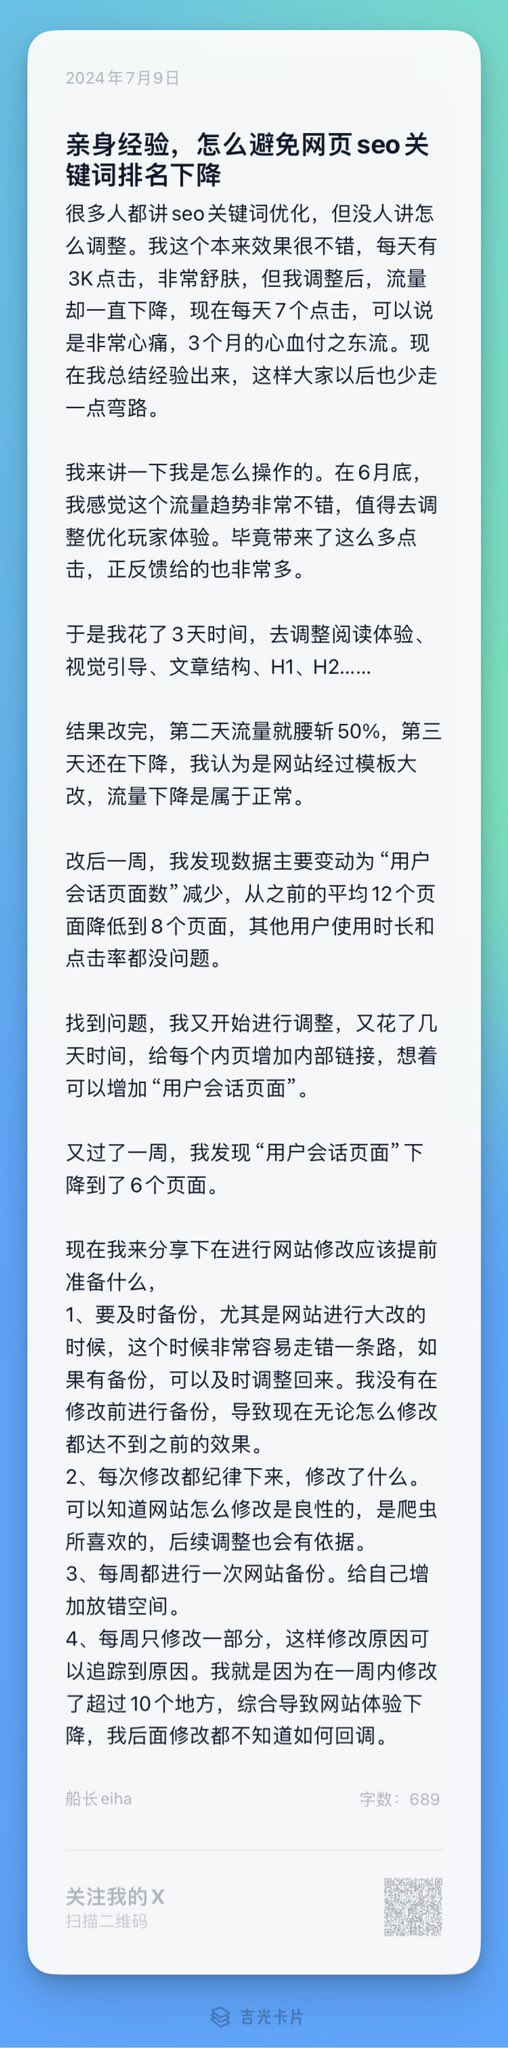 2024年7月9日
亲身经验，怎么避免网页seo关
键词排名下降
很多人都讲seo关键词优化，但没人讲怎
么调整。我这个本来效果很不错，每天有
3K点击，非常舒肤，但我调整后，流量
却一直下降，现在每天7个点击，可以说
是非常心痛，3个月的心血付之东流。现
在我总结经验出来，这样大家以后也少走
一点弯路。
我来讲一下我是怎么操作的。在6月底，
我感觉这个流量趋势非常不错，值得去调
整优化玩家体验。毕竟带来了这么多点
击，正反馈给的也非常多。
于是我花了3天时间，去调整阅读体验、
视觉引导、文章结构、H1、H2……
结果改完，第二天流量就腰斩50%，第三
天还在下降，我认为是网站经过模板大
改，流量下降是属于正常。
改后一周，我发现数据主要变动为“用户
会话页面数”减少，从之前的平均12个页
面降低到8个页面，其他用户使用时长和
点击率都没问题。
找到问题，我又开始进行调整，又花了几
天时间，给每个内页增加内部链接，想着
可以增加“用户会话页面”。
又过了一周，我发现“用户会话页面”下
降到了6个页面。
现在我来分享下在进行网站修改应该提前
准备什么，
1、要及时备份，尤其是网站进行大改的
时候，这个时候非常容易走错一条路，如
果有备份，可以及时调整回来。我没有在
修改前进行备份，导致现在无论怎么修改
都达不到之前的效果。
2、每次修改都纪律下来，修改了什么。
可以知道网站怎么修改是良性的，是爬虫
所喜欢的，后续调整也会有依据。
3、每周都进行一次网站备份。给自己增
加放错空间。
4、每周只修改一部分，这样修改原因可
以追踪到原因。我就是因为在一周内修改
了超过10个地方，综合导致网站体验下
降，我后面修改都不知道如何回调。
船长eiha
字数：689
关注我的X
扫描二维码
吉光卡片